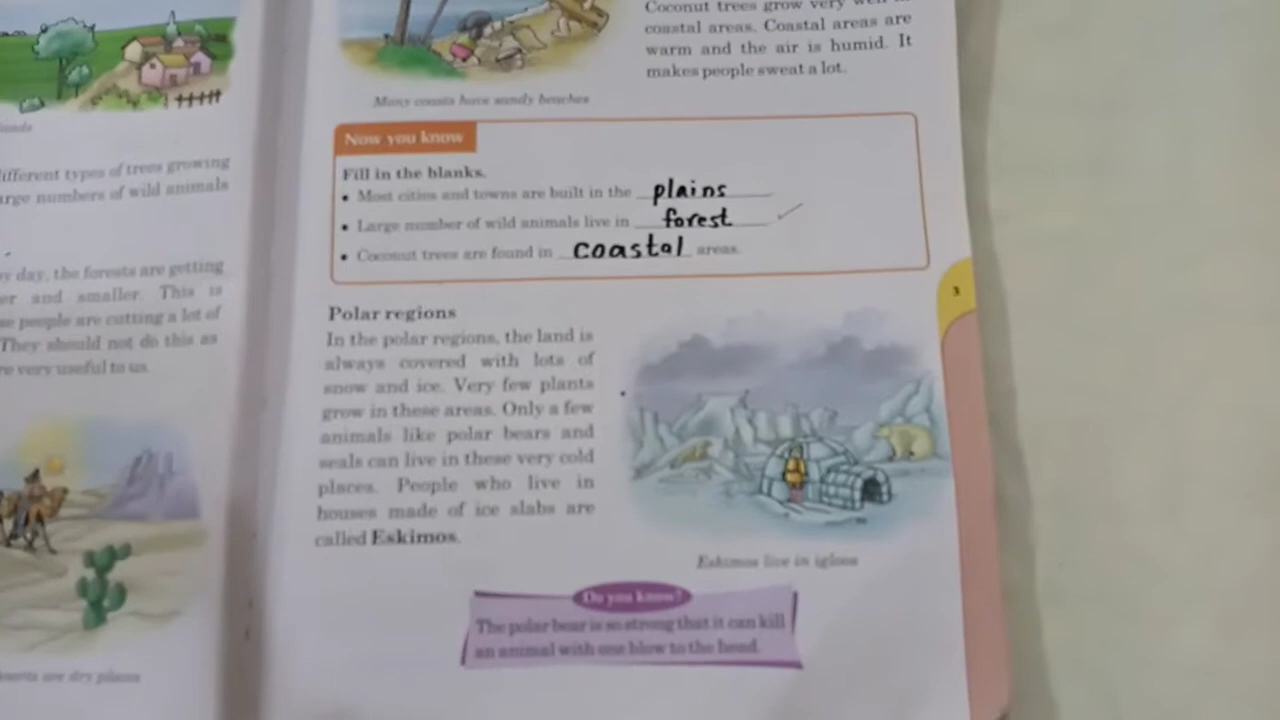 lands
different types of trees growing
large numbers of wild animals
day, the forests are getting
and smaller. This is
people are cutting a lot of
They should not do this as
very useful to us.
are dry places
Coconut trees grow very well
coastal areas. Coastal areas are
warm and the air is humid. It
makes people sweat a lot.
Many coasts have sandy beaches
Now you know
Fill in the blanks.
• Most cities and towns are built in the plains
• Large number of wild animals live in forest ✓
• Coconut trees are found in coastal areas.
3
Polar regions
In the polar regions, the land is
always covered with lots of
snow and ice. Very few plants
grow in these areas. Only a few
animals like polar bears and
seals can live in these very cold
places. People who live in
houses made of ice slabs are
called Eskimos.
Eskimos live in igloos
Do you know?
The polar bear is so strong that it can kill
an animal with one blow to the head.